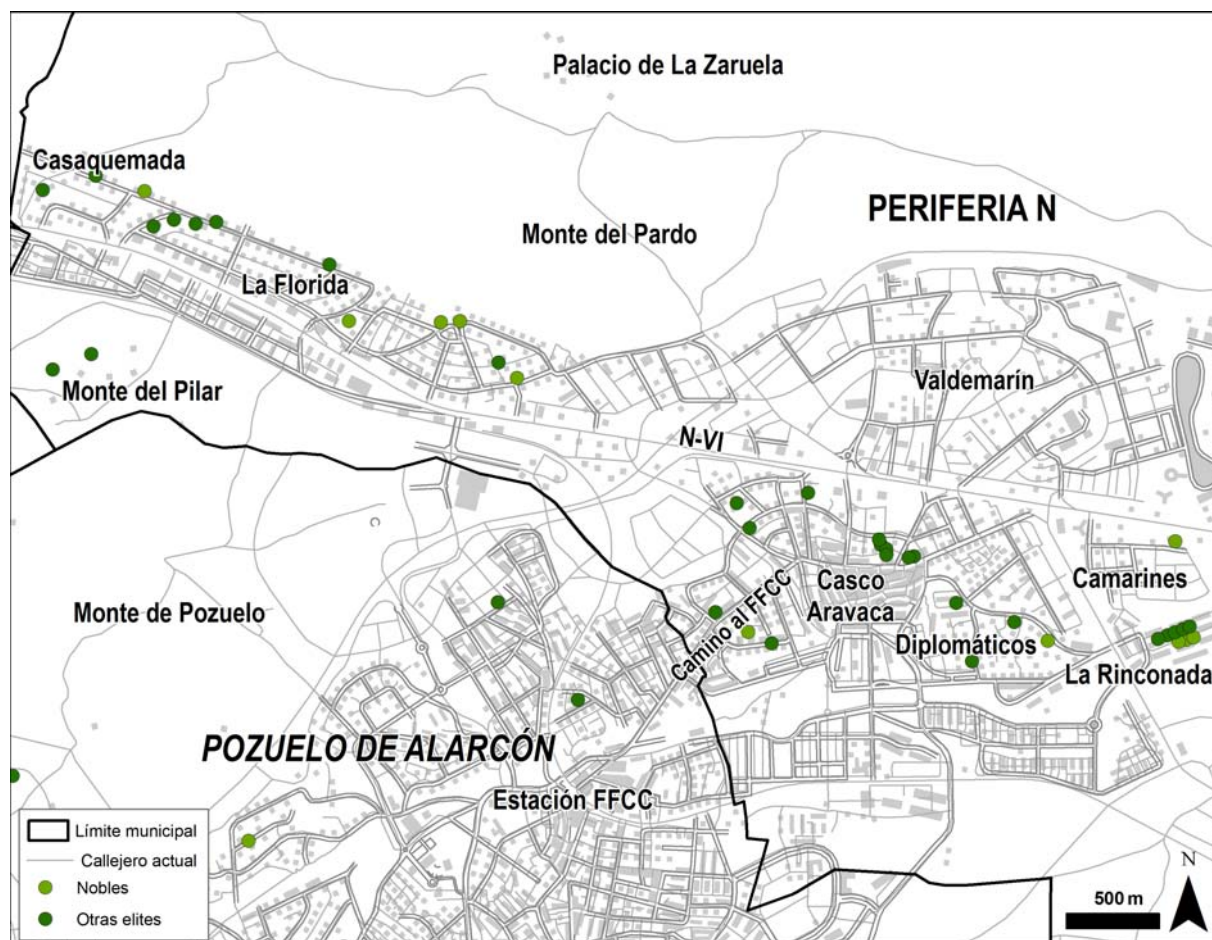 Palacio de La Zaruela
Casaquemada
PERIFERIA N
Monte del Pardo
La Florida
Monte del Pilar
Valdemarín
N-VI
Camarines
Casco
Aravaca
Camino al FFCC
Monte de Pozuelo
Diplomáticos
La Rinconada
POZUELO DE ALARCÓN
Estación FFCC
Límite municipal
Callejero actual
Nobles
Otras elites
N
500 m